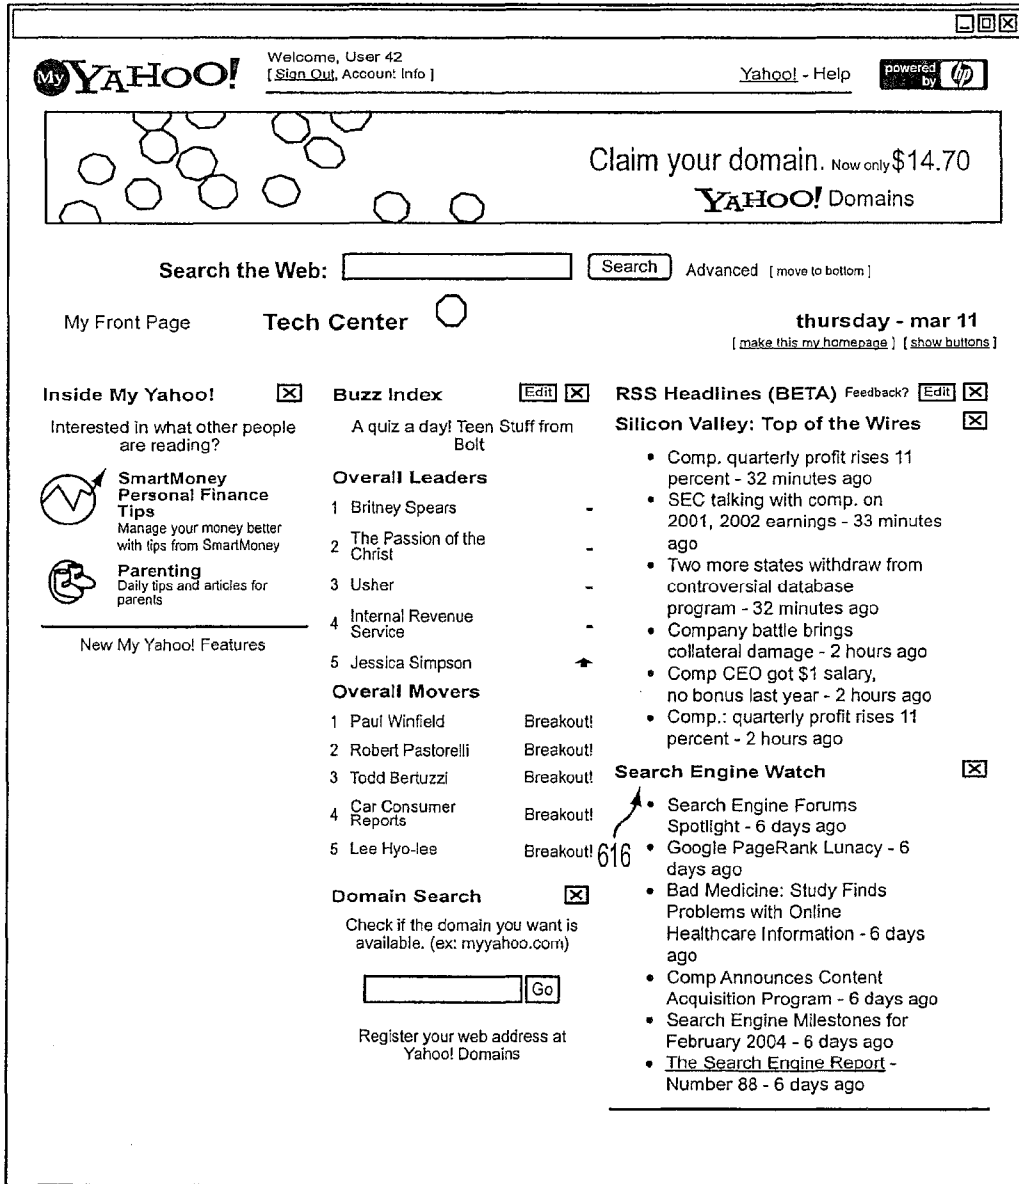 My YAHOO!
Welcome, User 42
[ Sign Out, Account Info ]
Yahoo! - Help
powered by hp
Claim your domain. Now only $14.70
YAHOO! Domains
Search the Web:
Search
Advanced [ move to bottom ]
My Front Page
Tech Center
thursday - mar 11
[ make this my homepage ] [ show buttons ]
Inside My Yahoo!
Interested in what other people
are reading?
SmartMoney
Personal Finance
Tips
Manage your money better
with tips from SmartMoney
Parenting
Daily tips and articles for
parents
New My Yahoo! Features
Buzz Index Edit
A quiz a day! Teen Stuff from
Bolt
Overall Leaders
1 Britney Spears -
2 The Passion of the
Christ -
3 Usher -
4 Internal Revenue
Service -
5 Jessica Simpson
Overall Movers
1 Paul Winfield Breakout!
2 Robert Pastorelli Breakout!
3 Todd Bertuzzi Breakout!
4 Car Consumer
Reports Breakout!
5 Lee Hyo-lee Breakout!
Domain Search
Check if the domain you want is
available. (ex: myyahoo.com)
Go
Register your web address at
Yahoo! Domains
RSS Headlines (BETA) Feedback? Edit
Silicon Valley: Top of the Wires
• Comp. quarterly profit rises 11
percent - 32 minutes ago
• SEC talking with comp. on
2001, 2002 earnings - 33 minutes
ago
• Two more states withdraw from
controversial database
program - 32 minutes ago
• Company battle brings
collateral damage - 2 hours ago
• Comp CEO got $1 salary,
no bonus last year - 2 hours ago
• Comp.: quarterly profit rises 11
percent - 2 hours ago
Search Engine Watch
616
• Search Engine Forums
Spotlight - 6 days ago
• Google PageRank Lunacy - 6
days ago
• Bad Medicine: Study Finds
Problems with Online
Healthcare Information - 6 days
ago
• Comp Announces Content
Acquisition Program - 6 days ago
• Search Engine Milestones for
February 2004 - 6 days ago
• The Search Engine Report -
Number 88 - 6 days ago